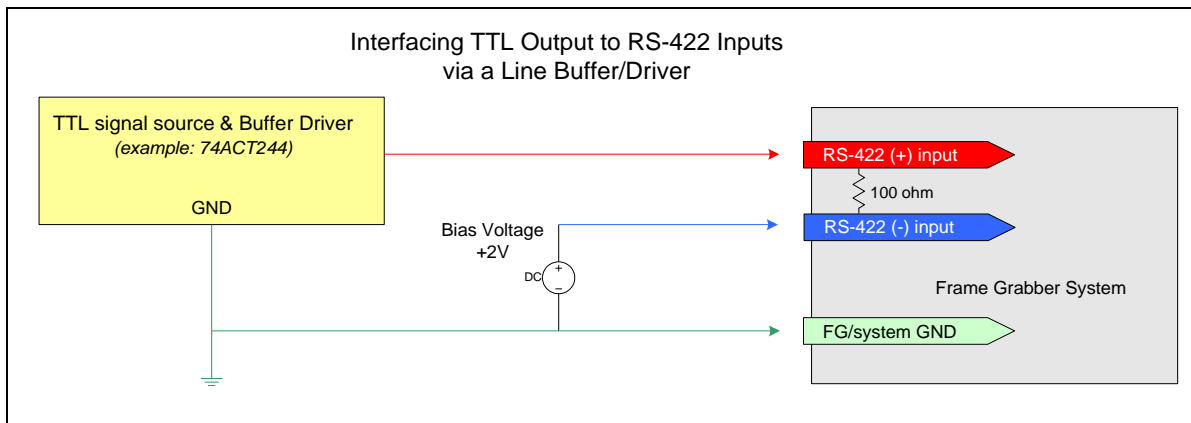 Interfacing TTL Output to RS-422 Inputs
via a Line Buffer/Driver
TTL signal source & Buffer Driver
(example: 74ACT244)
GND
RS-422 (+) input
100 ohm
RS-422 (-) input
Bias Voltage
+2V
DC
+
−
Frame Grabber System
FG/system GND